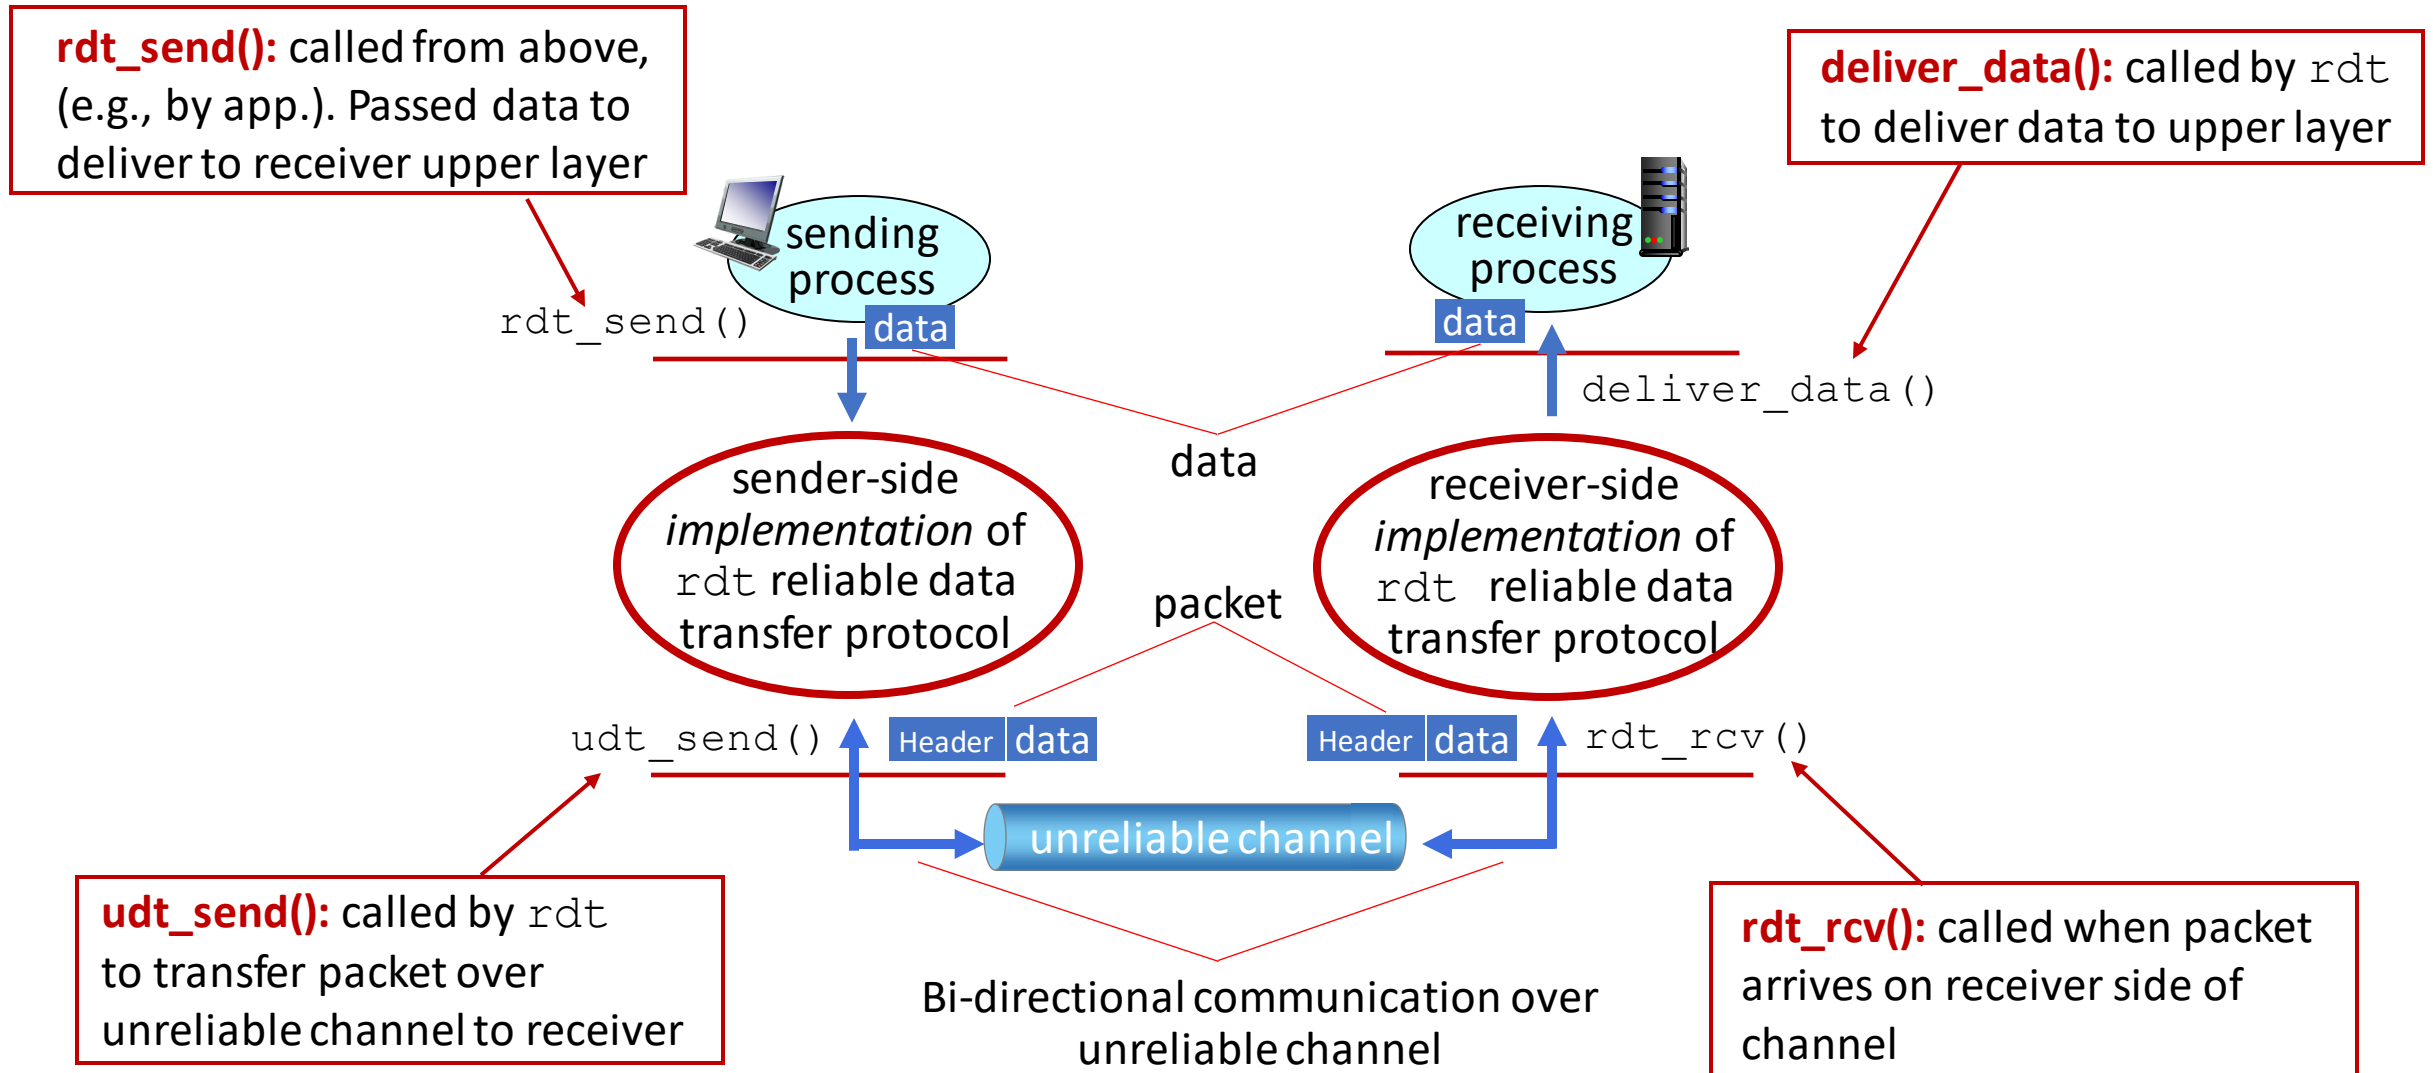 rdt_send(): called from above,
(e.g., by app.). Passed data to
deliver to receiver upper layer
deliver_data(): called by rdt
to deliver data to upper layer
sending
process
receiving
process
rdt_send()
data
data
deliver_data()
data
sender-side
implementation of
rdt reliable data
transfer protocol
receiver-side
implementation of
rdt reliable data
transfer protocol
packet
udt_send()
Header data
Header data
rdt_rcv()
unreliable channel
udt_send(): called by rdt
to transfer packet over
unreliable channel to receiver
Bi-directional communication over
unreliable channel
rdt_rcv(): called when packet
arrives on receiver side of
channel